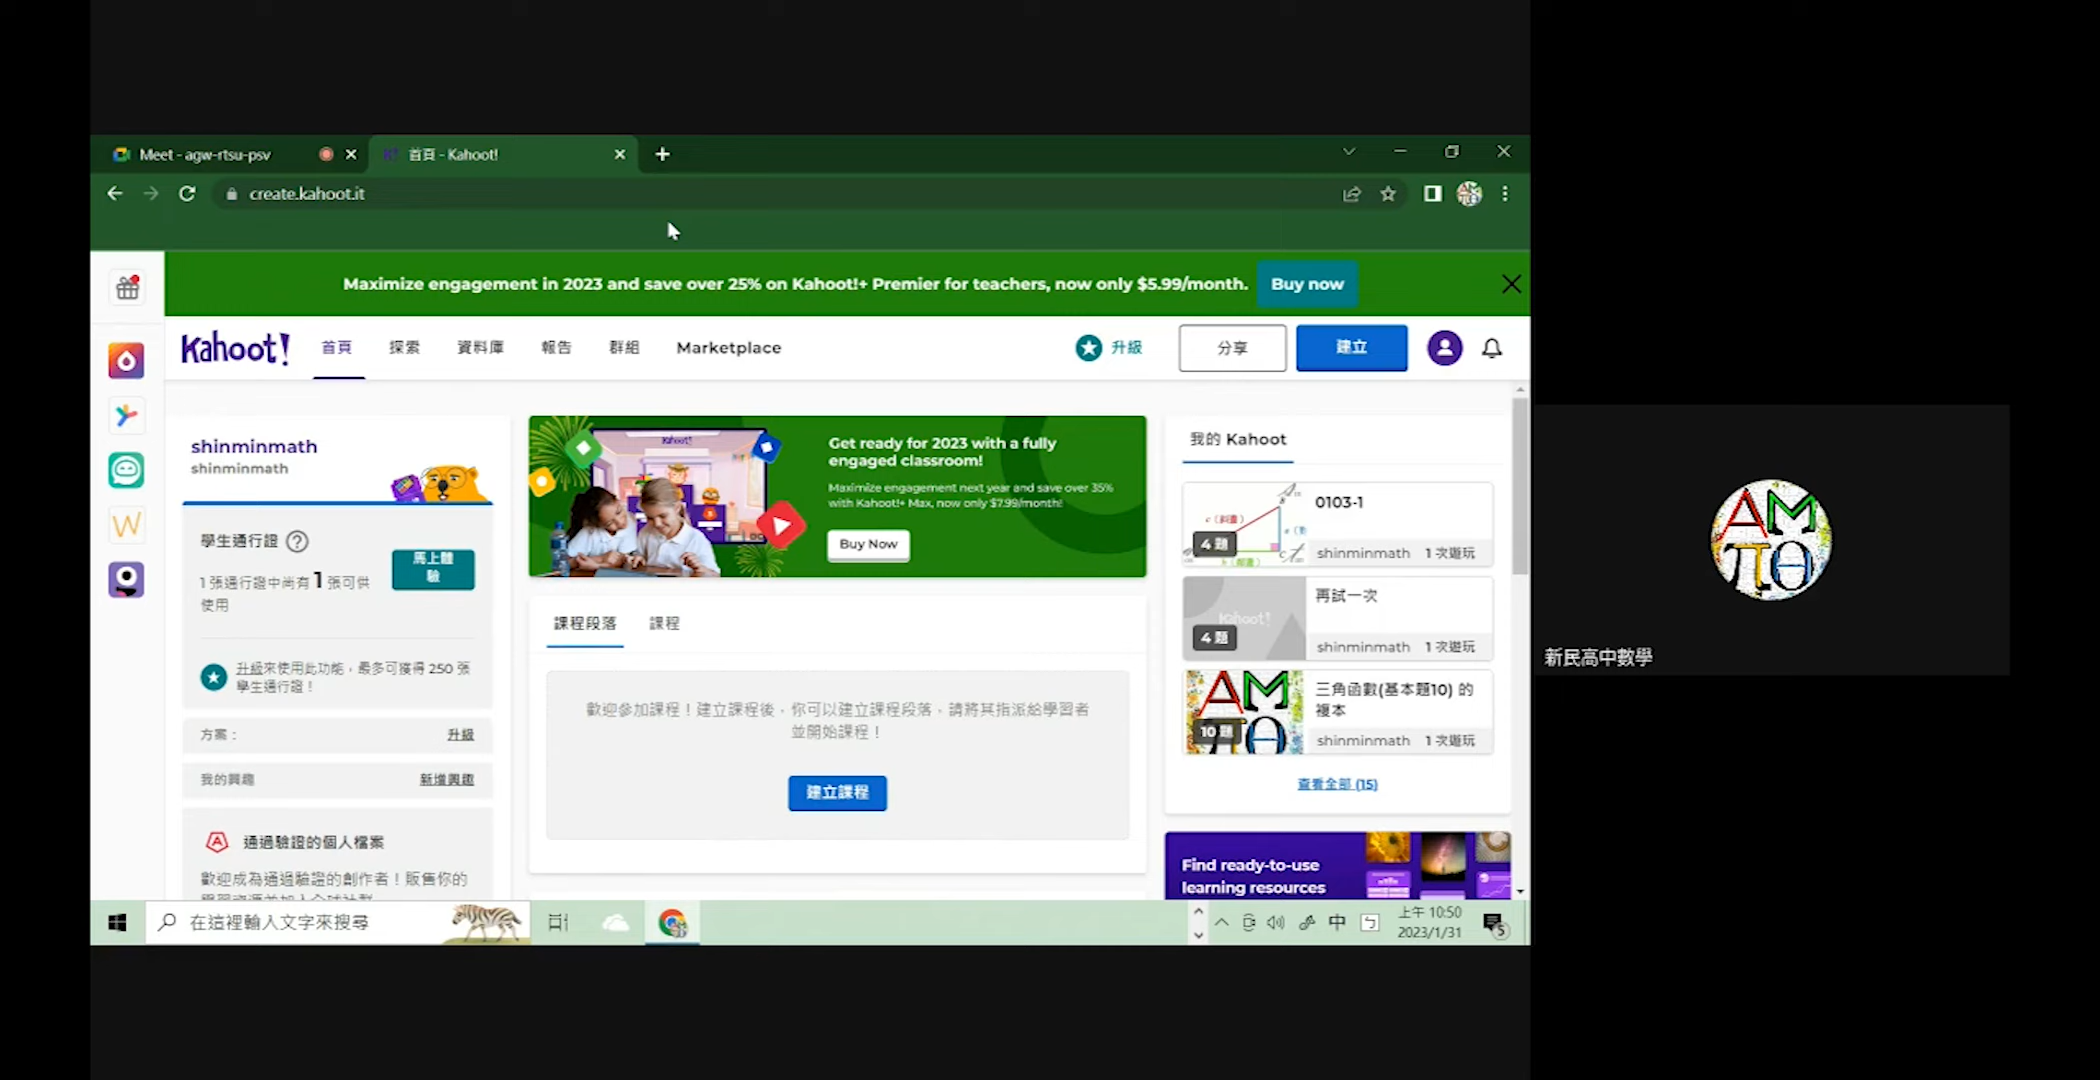 Meet - agw-rtsu-psv
首頁 - Kahoot!
create.kahoot.it
Maximize engagement in 2023 and save over 25% on Kahoot!+ Premier for teachers, now only $5.99/month.
Buy now
Kahoot!
首頁
探索
資料庫
報告
群組
Marketplace
升級
分享
建立
shinminmath
shinminmath
學生通行證
1 張通行證中尚有 1 張可供
使用
馬上體
驗
升級來使用此功能，最多可獲得 250 張
學生通行證！
方案：
升級
我的興趣
新增興趣
通過驗證的個人檔案
歡迎成為通過驗證的創作者！販售你的
Kahoot!
Get ready for 2023 with a fully
engaged classroom!
Maximize engagement next year and save over 35%
with Kahoot!+ Max, now only $7.99/month!
Buy Now
課程段落
課程
歡迎參加課程！建立課程後，你可以建立課程段落，請將其指派給學習者
並開始課程！
建立課程
我的 Kahoot
c (斜邊)
4 題
0103-1
shinminmath
1 次遊玩
Kahoot!
4 題
再試一次
shinminmath
1 次遊玩
AM
πθ
10 題
三角函數(基本題10) 的
複本
shinminmath
1 次遊玩
查看全部 (15)
Find ready-to-use
learning resources
在這裡輸入文字來搜尋
中
ㄅ
上午 10:50
2023/1/31
5
AM
πθ
新民高中數學